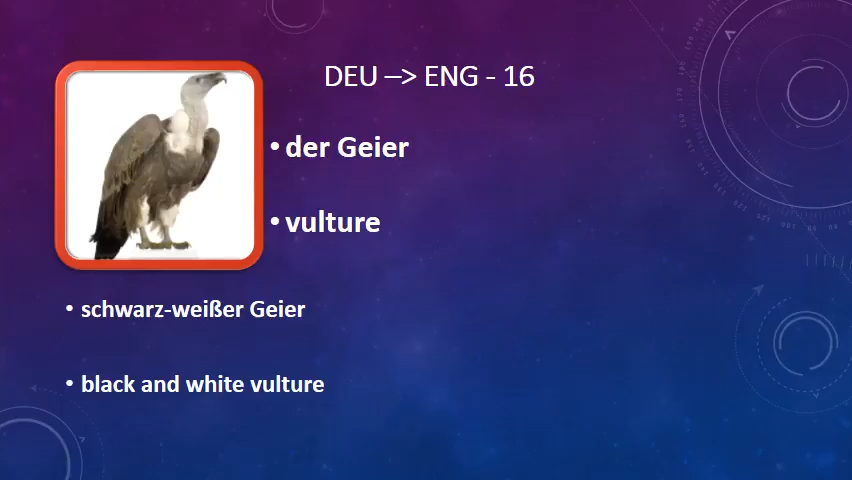 DEU –> ENG - 16
• der Geier
• vulture
• schwarz-weißer Geier
• black and white vulture